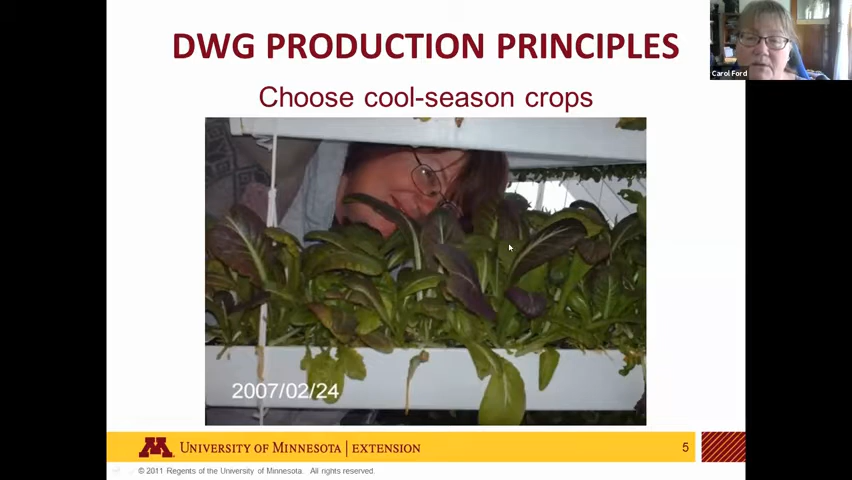 DWG PRODUCTION PRINCIPLES
Carol Ford
Choose cool-season crops
2007/02/24
UNIVERSITY OF MINNESOTA | EXTENSION
5
© 2011 Regents of the University of Minnesota. All rights reserved.